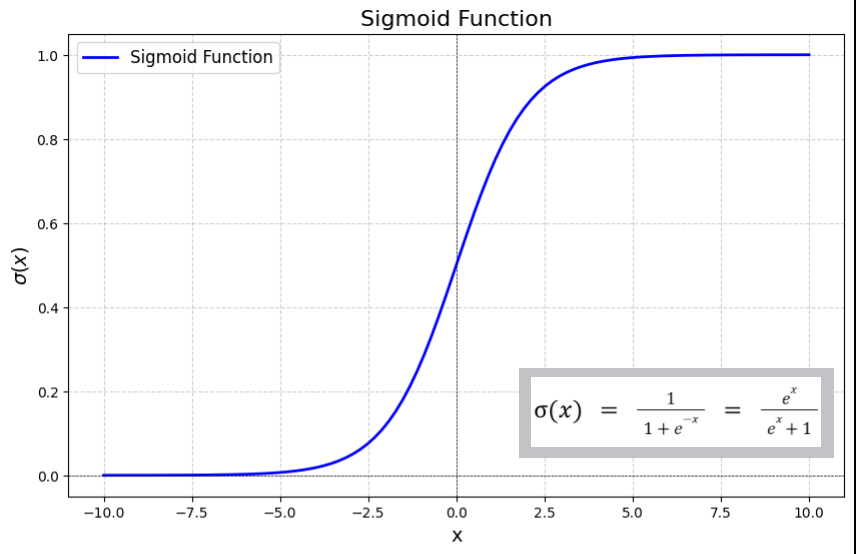 Sigmoid Function
Sigmoid Function
1.0
0.8
0.6
0.4
0.2
0.0
σ(x)
σ(x) = 1 / (1 + e^{-x}) = e^x / (e^x + 1)
−10.0 −7.5 −5.0 −2.5 0.0 2.5 5.0 7.5 10.0
x